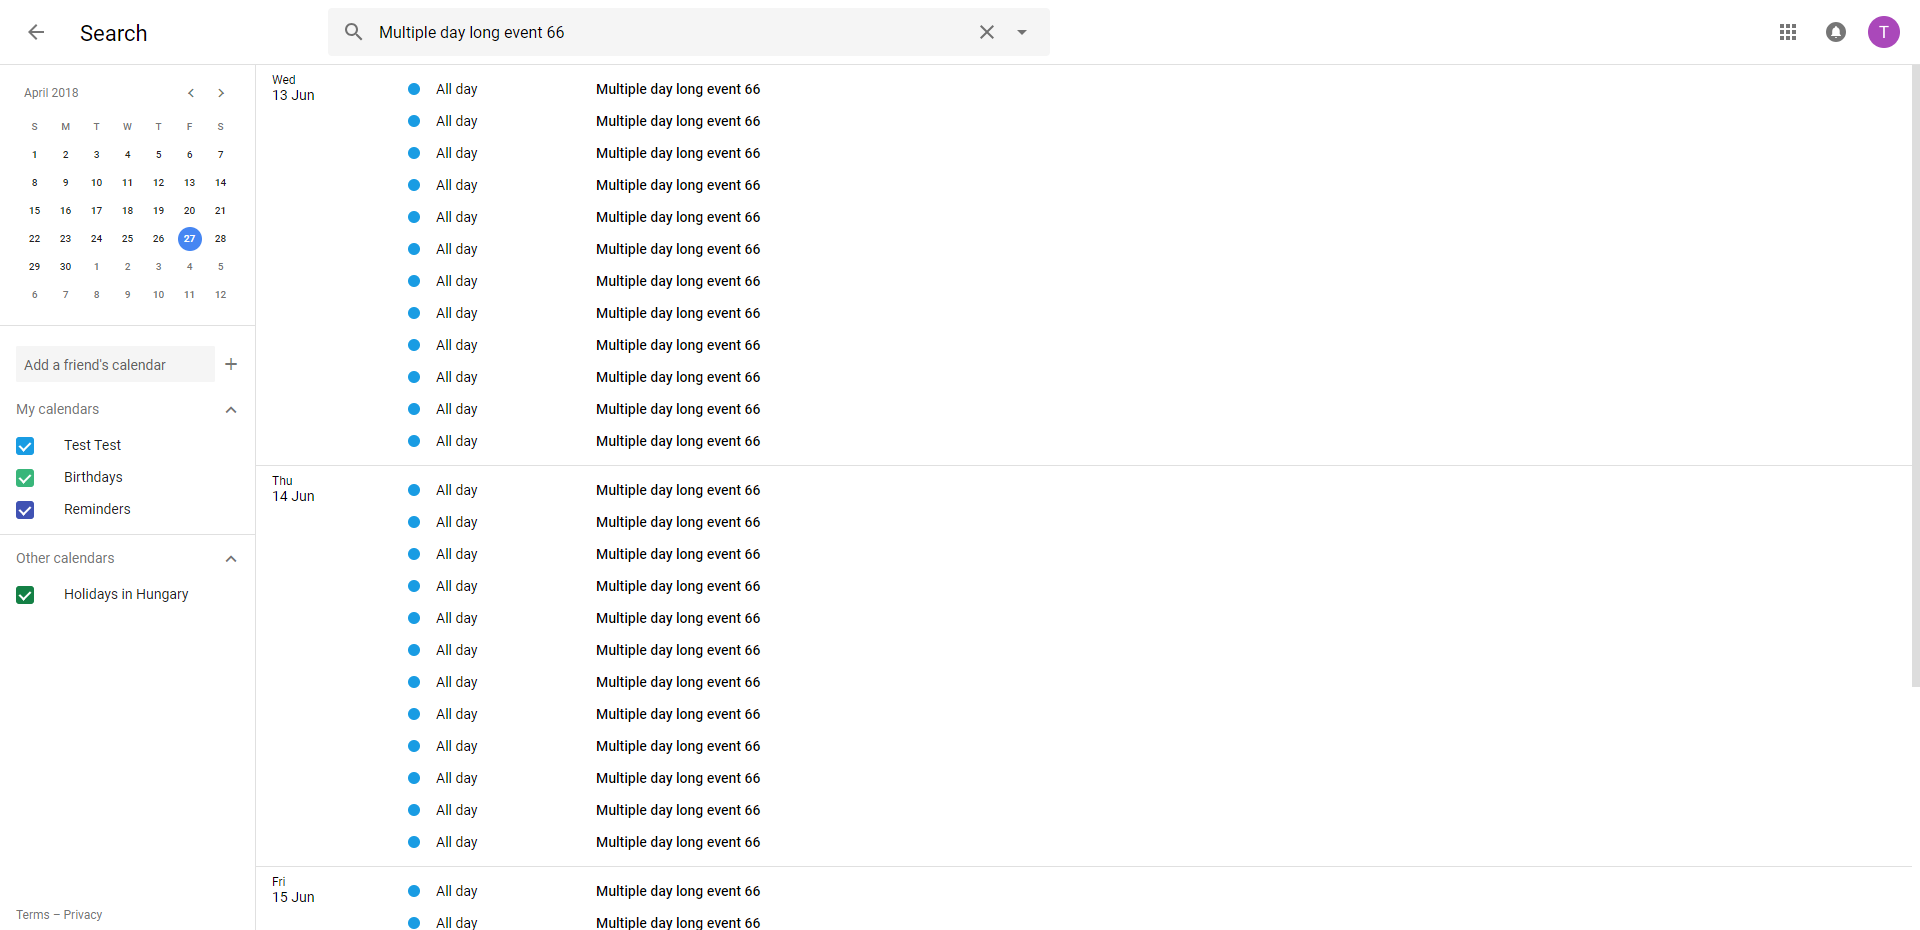 Search
Multiple day long event 66
T
April 2018
S M T W T F S
1 2 3 4 5 6 7
8 9 10 11 12 13 14
15 16 17 18 19 20 21
22 23 24 25 26 27 28
29 30 1 2 3 4 5
6 7 8 9 10 11 12
Add a friend's calendar
My calendars
Test Test
Birthdays
Reminders
Other calendars
Holidays in Hungary
Terms – Privacy
Wed
13 Jun
All day Multiple day long event 66
All day Multiple day long event 66
All day Multiple day long event 66
All day Multiple day long event 66
All day Multiple day long event 66
All day Multiple day long event 66
All day Multiple day long event 66
All day Multiple day long event 66
All day Multiple day long event 66
All day Multiple day long event 66
All day Multiple day long event 66
All day Multiple day long event 66
Thu
14 Jun
All day Multiple day long event 66
All day Multiple day long event 66
All day Multiple day long event 66
All day Multiple day long event 66
All day Multiple day long event 66
All day Multiple day long event 66
All day Multiple day long event 66
All day Multiple day long event 66
All day Multiple day long event 66
All day Multiple day long event 66
All day Multiple day long event 66
All day Multiple day long event 66
Fri
15 Jun
All day Multiple day long event 66
All day Multiple day long event 66